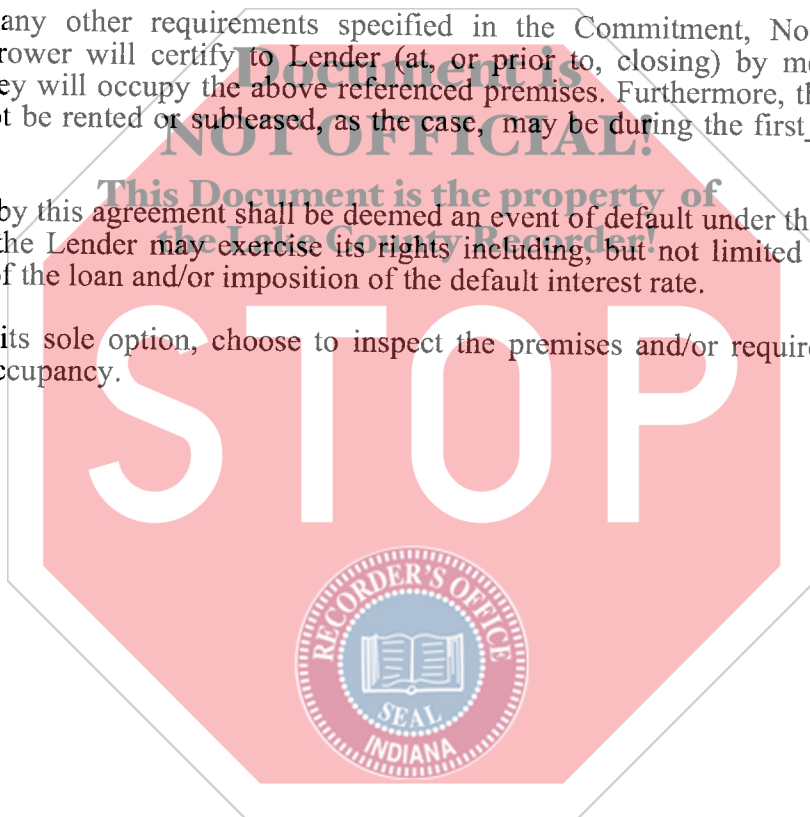 any other requirements specified in the Commitment, No
rower will certify to Lender (at, or prior to, closing) by m
ey will occupy the above referenced premises. Furthermore, th
t be rented or subleased, as the case, may be during the first
Document is
NOT OFFICIAL!
This Document is the property of
the Lake County Recorder!
by this agreement shall be deemed an event of default under th
the Lender may exercise its rights including, but not limited
f the loan and/or imposition of the default interest rate.
its sole option, choose to inspect the premises and/or require
ccupancy.
STOP
RECORDER'S OFFICE
SEAL
INDIANA